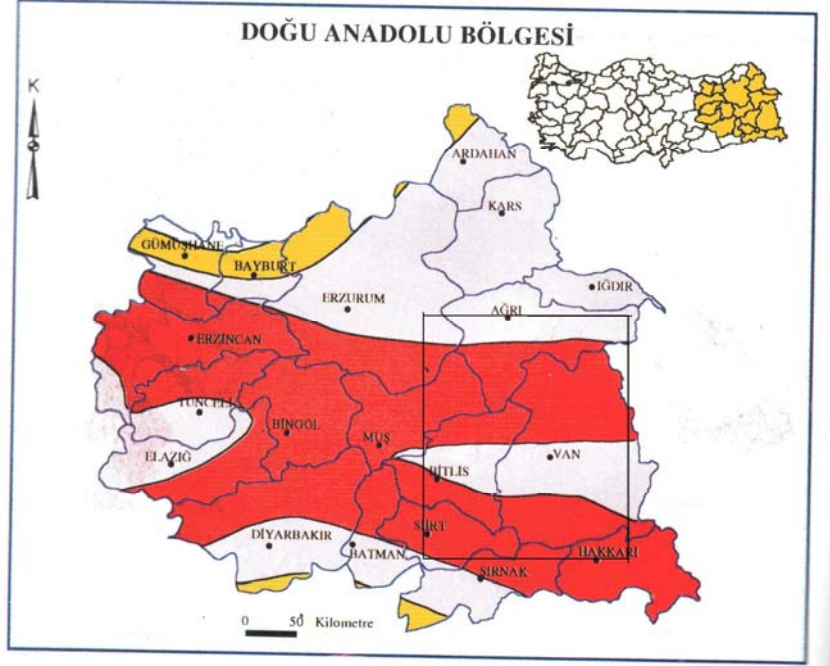 DOĞU ANADOLU BÖLGESİ
K
ARDAHAN
KARS
GÜMÜŞHANE
BAYBURT
IĞDIR
ERZURUM
AĞRI
ERZİNCAN
TUNCELİ
BİNGÖL
MUŞ
ELAZIĞ
BİTLİS
VAN
DİYARBAKIR
SİİRT
BATMAN
HAKKARİ
ŞIRNAK
0 50 Kilometre